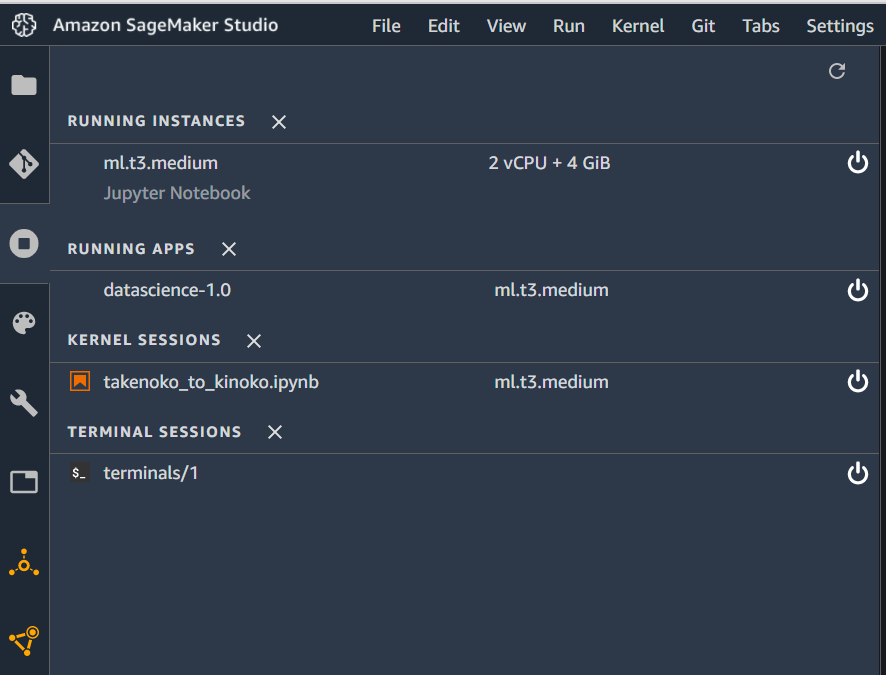 Amazon SageMaker Studio File Edit View Run Kernel Git Tabs Settings
RUNNING INSTANCES
ml.t3.medium 2 vCPU + 4 GiB
Jupyter Notebook
RUNNING APPS
datascience-1.0 ml.t3.medium
KERNEL SESSIONS
takenoko_to_kinoko.ipynb ml.t3.medium
TERMINAL SESSIONS
$_ terminals/1